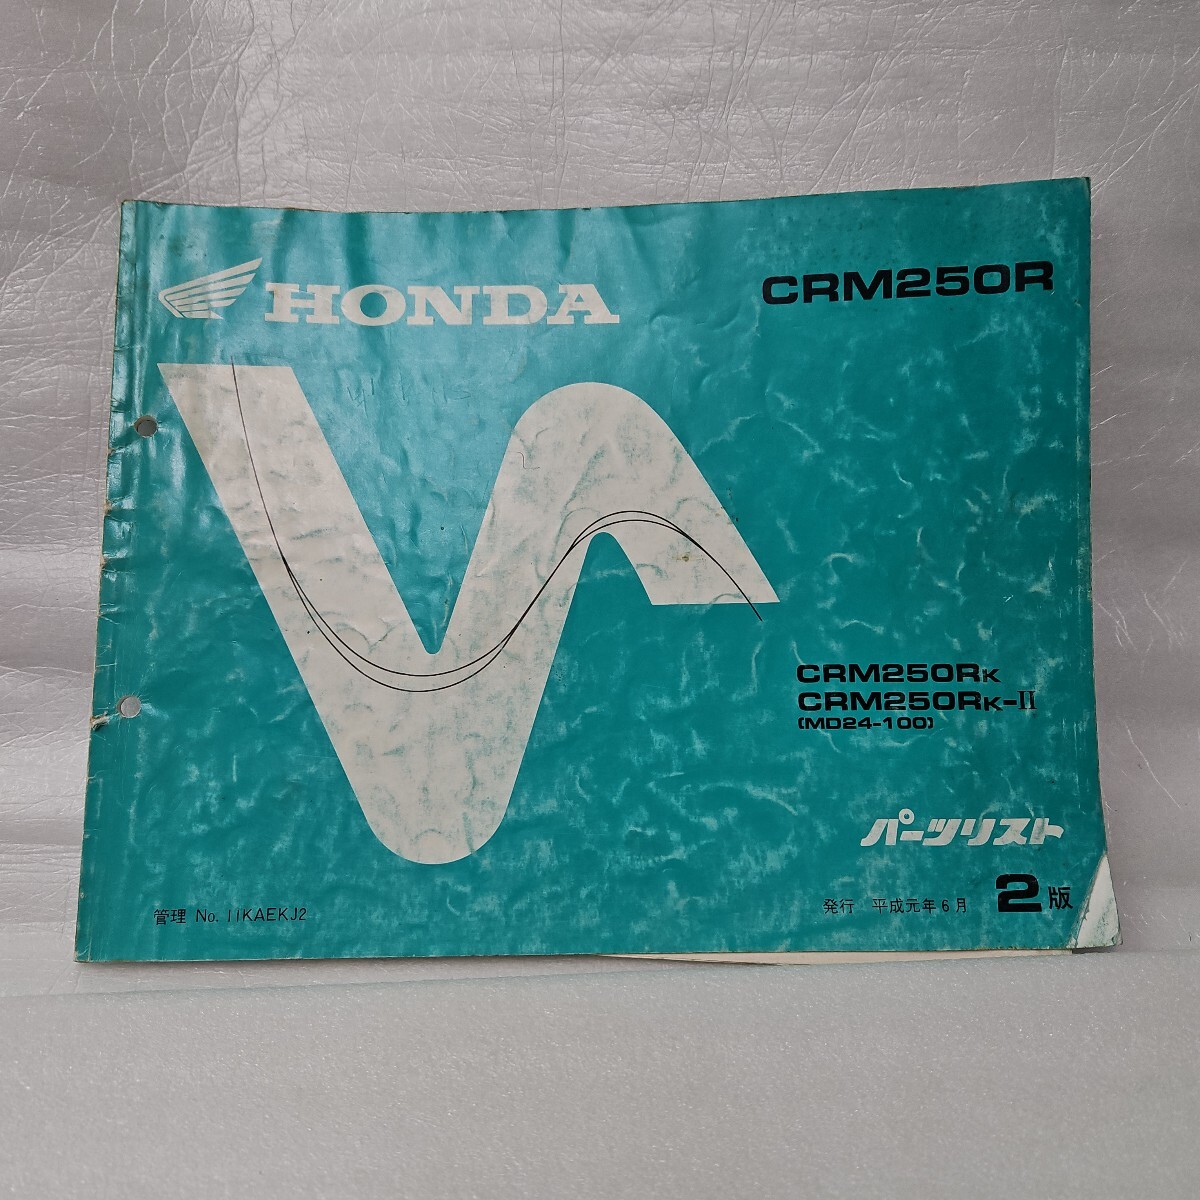 HONDA
CRM250R
CRM250RK
CRM250RK-II
(MD24-100)
パーツリスト
管理 No. 11KAEKJ2
発行 平成元年6月 2版